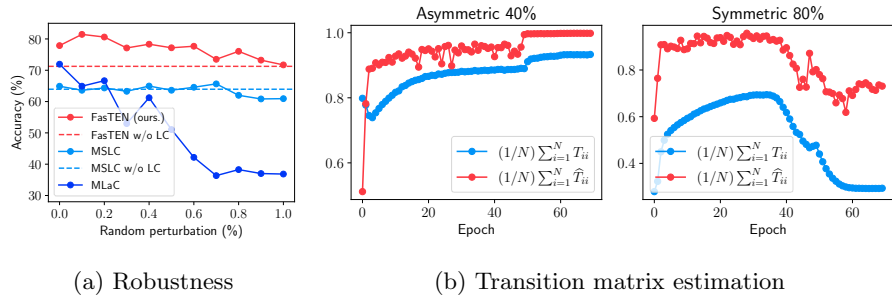 Accuracy (%)
80
70
60
50
40
30
FasTEN (ours.)
FasTEN w/o LC
MSLC
MSLC w/o LC
MLaC
0.0 0.2 0.4 0.6 0.8 1.0
Random perturbation (%)
(a) Robustness
Asymmetric 40%
1.0
0.8
0.6
(1/N) ∑_{i=1}^{N} T_{ii}
(1/N) ∑_{i=1}^{N} T̂_{ii}
0 20 40 60
Epoch
Symmetric 80%
0.8
0.6
0.4
(1/N) ∑_{i=1}^{N} T_{ii}
(1/N) ∑_{i=1}^{N} T̂_{ii}
0 20 40 60
Epoch
(b) Transition matrix estimation